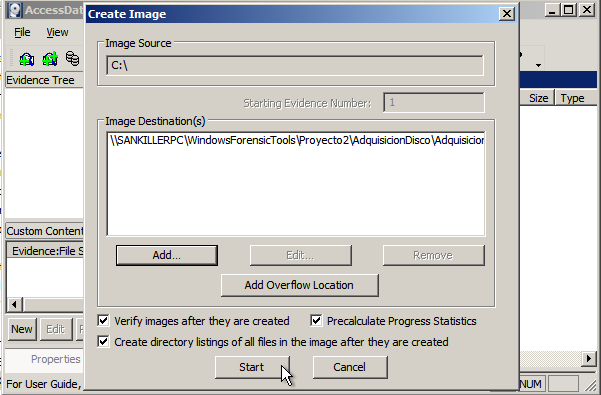 AccessData
Create Image
File View
Image Source
C:\
Starting Evidence Number: 1
Evidence Tree
Size Type
Image Destination(s)
\\SANKILLERPC\WindowsForensicTools\Proyecto2\AdquisicionDisco\Adquisicion
Custom Content
Evidence:File S
Add... Edit... Remove
Add Overflow Location
Verify images after they are created Precalculate Progress Statistics
New Edit
Create directory listings of all files in the image after they are created
Properties
Start Cancel
For User Guide,
NUM